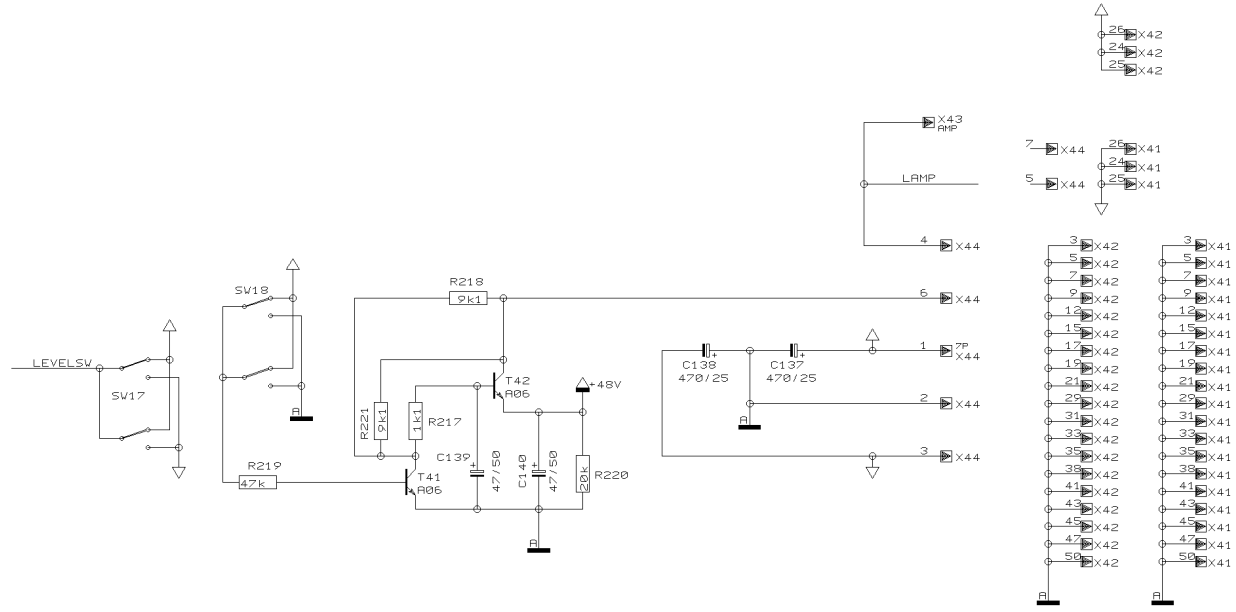 26 X42
24 X42
25 X42
X43
AMP
7 X44
26 X41
24 X41
5 X44
25 X41
LAMP
4 X44
3 X42
3 X41
5 X42
5 X41
7 X42
7 X41
9 X42
9 X41
12 X42
12 X41
15 X42
15 X41
17 X42
17 X41
19 X42
19 X41
21 X42
21 X41
29 X42
29 X41
31 X42
31 X41
33 X42
33 X41
35 X42
35 X41
38 X42
38 X41
41 X42
41 X41
43 X42
43 X41
45 X42
45 X41
47 X42
47 X41
50 X42
50 X41
A
A
R218
9k1
6 X44
SW18
1 7P
X44
LEVELSW
C138
470/25
C137
470/25
SW17
T42
A06
+48V
2 X44
A
A
R221
9k1
1k1
R217
3 X44
R219
47k
T41
A06
C139
47/50
C140
47/50
20k
R220
A